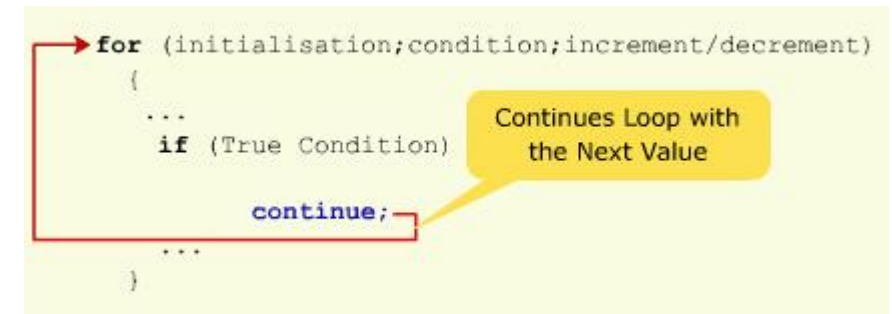 for (initialisation;condition;increment/decrement)
{
...
if (True Condition)
Continues Loop with
the Next Value
continue;
...
}